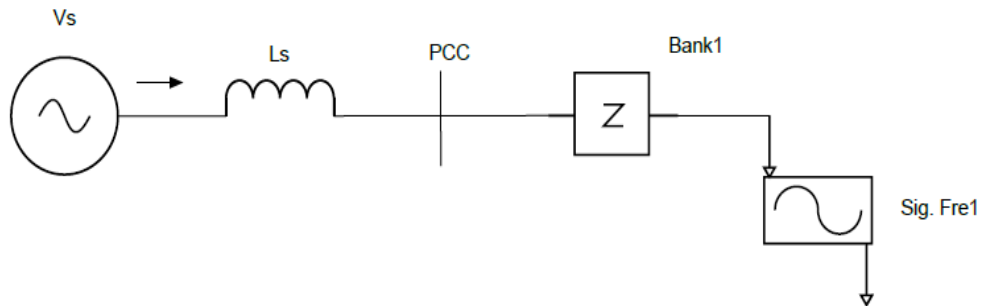 Vs
Ls
PCC
Bank1
Z
Sig. Fre1